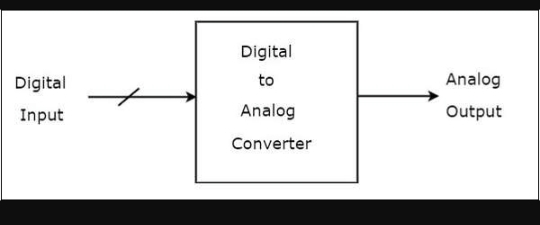 Digital
Input
Digital
to
Analog
Converter
Analog
Output